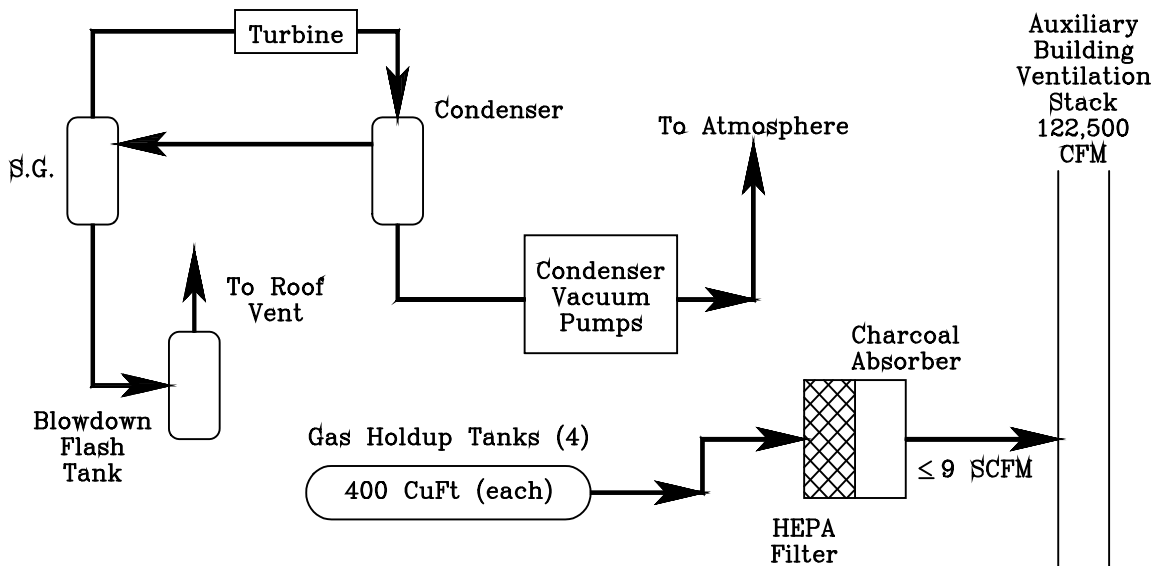 Turbine
Auxiliary
Building
Ventilation
Stack
122,500
CFM
Condenser
To Atmosphere
S.G.
Condenser
Vacuum
Pumps
To Roof
Vent
Charcoal
Absorber
Blowdown
Flash
Tank
Gas Holdup Tanks (4)
400 CuFt (each)
≤ 9 SCFM
HEPA
Filter